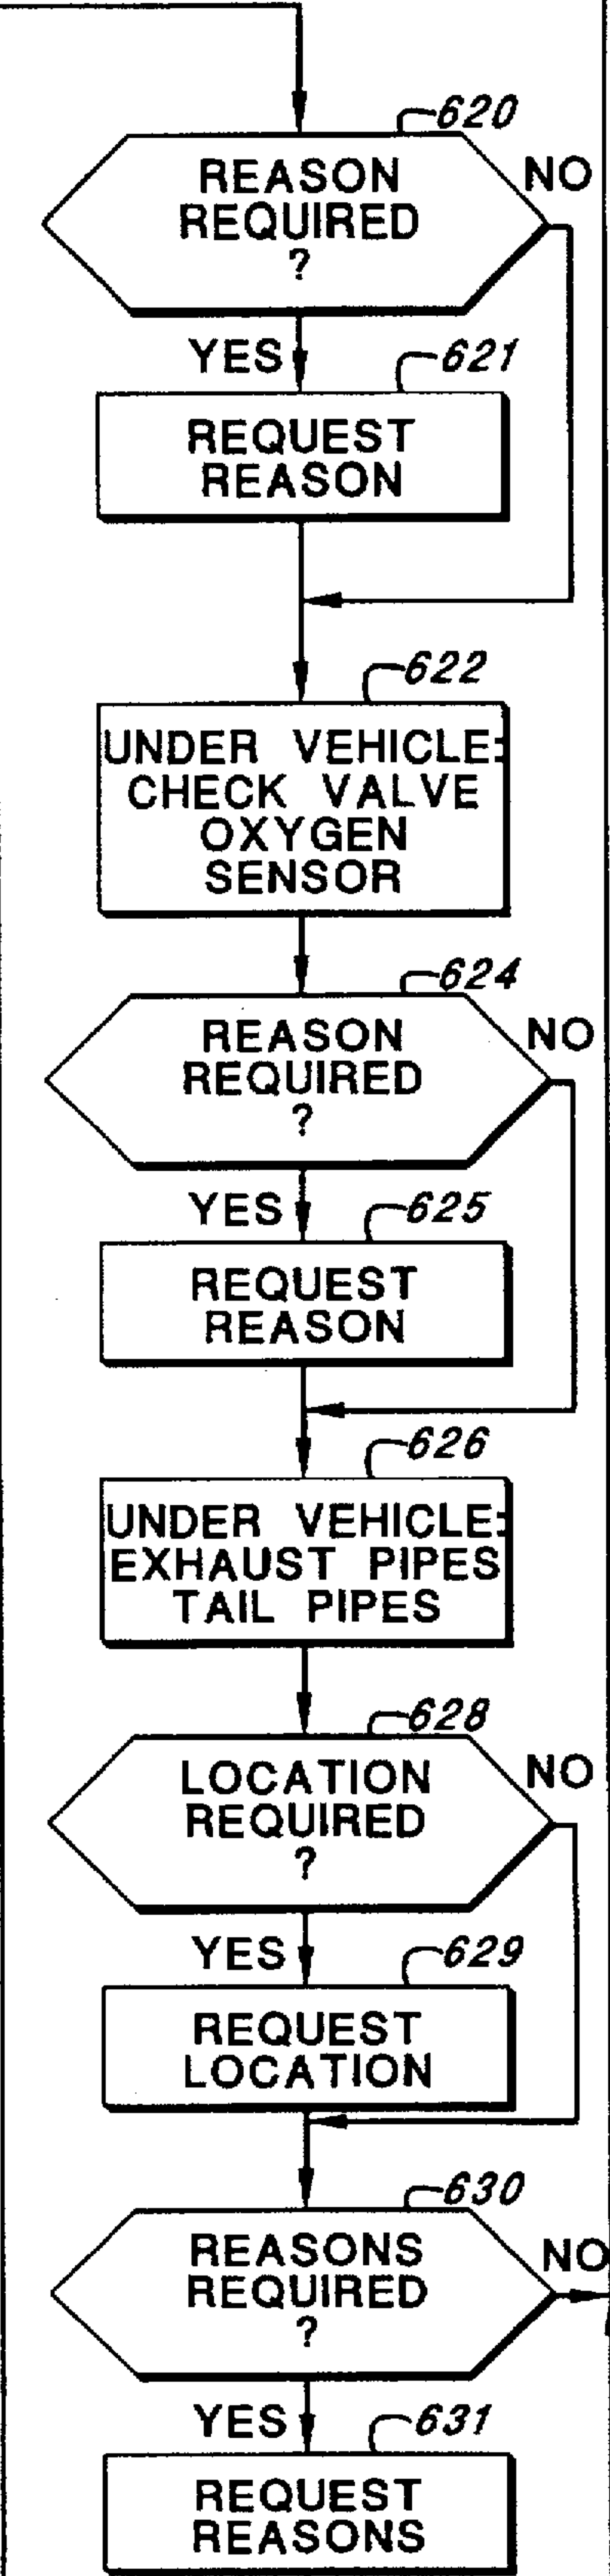 620
REASON
REQUIRED
?
NO
YES
621
REQUEST
REASON
622
UNDER VEHICLE:
CHECK VALVE
OXYGEN
SENSOR
624
REASON
REQUIRED
?
NO
YES
625
REQUEST
REASON
626
UNDER VEHICLE:
EXHAUST PIPES
TAIL PIPES
628
LOCATION
REQUIRED
?
NO
YES
629
REQUEST
LOCATION
630
REASONS
REQUIRED
?
NO
YES
631
REQUEST
REASONS